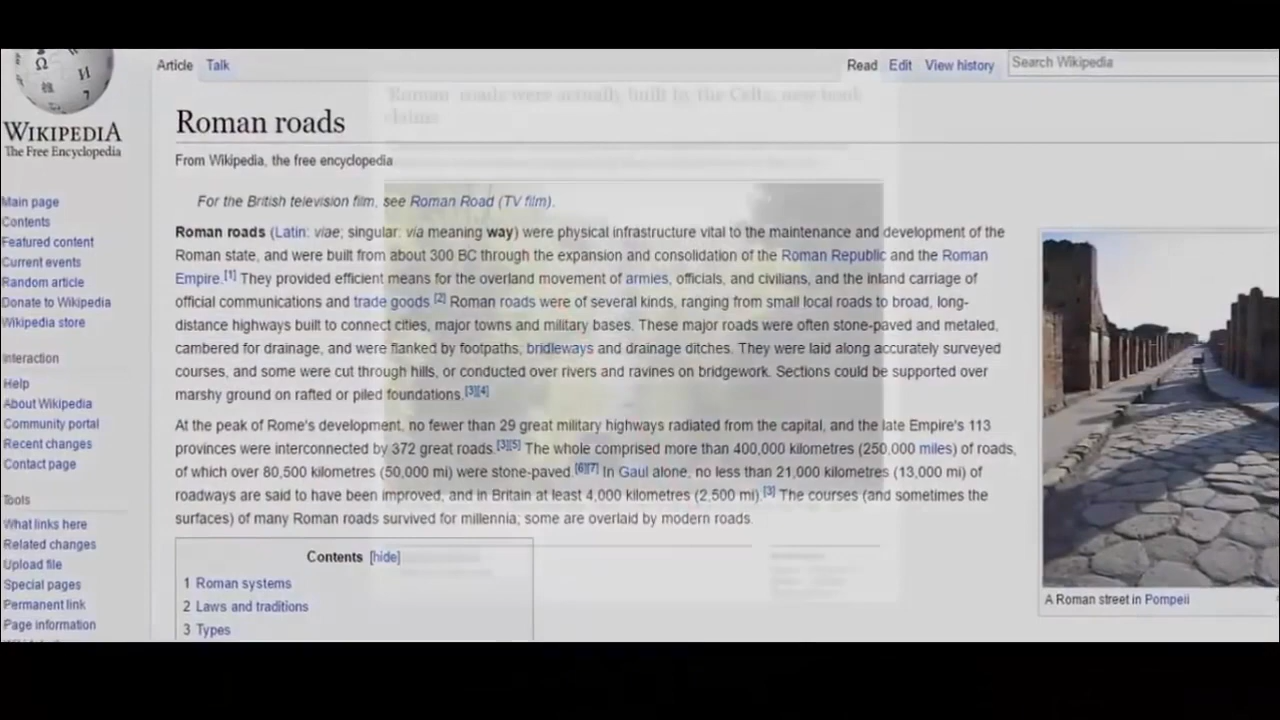 Article Talk Read Edit View history Search Wikipedia
Roman roads were actually built by the Celts, new book
claims
Roman roads
WIKIPEDIA
The Free Encyclopedia
From Wikipedia, the free encyclopedia
Main page
Contents
Featured content
Current events
Random article
Donate to Wikipedia
Wikipedia store
Interaction
Help
About Wikipedia
Community portal
Recent changes
Contact page
Tools
What links here
Related changes
Upload file
Special pages
Permanent link
Page information
For the British television film, see Roman Road (TV film).
Roman roads (Latin: viae; singular: via meaning way) were physical infrastructure vital to the maintenance and development of the
Roman state, and were built from about 300 BC through the expansion and consolidation of the Roman Republic and the Roman
Empire.[1] They provided efficient means for the overland movement of armies, officials, and civilians, and the inland carriage of
official communications and trade goods.[2] Roman roads were of several kinds, ranging from small local roads to broad, long-
distance highways built to connect cities, major towns and military bases. These major roads were often stone-paved and metaled,
cambered for drainage, and were flanked by footpaths, bridleways and drainage ditches. They were laid along accurately surveyed
courses, and some were cut through hills, or conducted over rivers and ravines on bridgework. Sections could be supported over
marshy ground on rafted or piled foundations.[3][4]
At the peak of Rome's development, no fewer than 29 great military highways radiated from the capital, and the late Empire's 113
provinces were interconnected by 372 great roads.[3][5] The whole comprised more than 400,000 kilometres (250,000 miles) of roads,
of which over 80,500 kilometres (50,000 mi) were stone-paved.[6][7] In Gaul alone, no less than 21,000 kilometres (13,000 mi) of
roadways are said to have been improved, and in Britain at least 4,000 kilometres (2,500 mi).[3] The courses (and sometimes the
surfaces) of many Roman roads survived for millennia; some are overlaid by modern roads.
Contents [hide]
1 Roman systems
2 Laws and traditions
3 Types
A Roman street in Pompeii